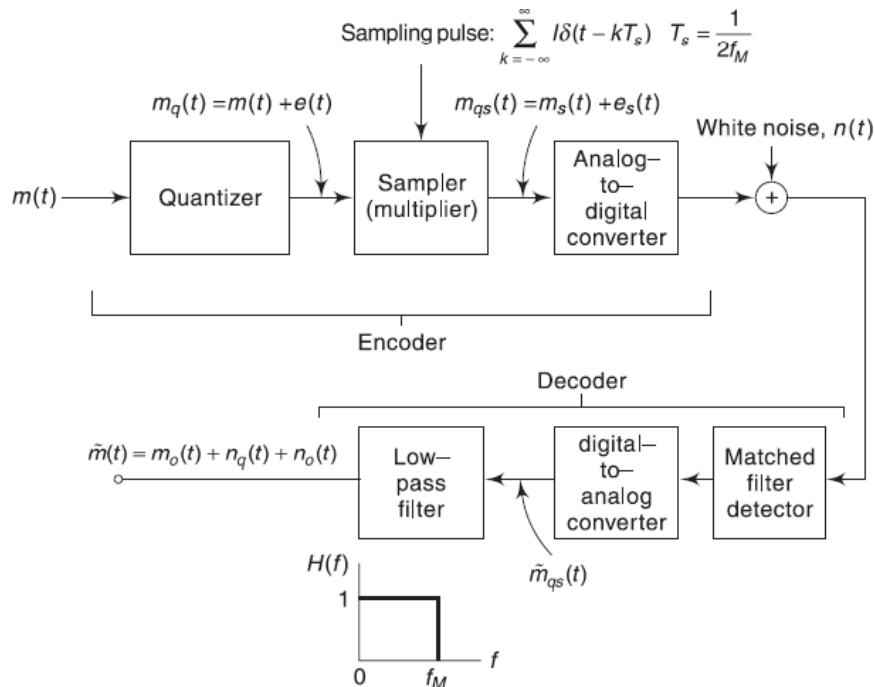 Sampling pulse: ∞ ∑ k = –∞ Iδ(t – kT_s) T_s = 1/2f_M
m_q(t) = m(t) + e(t)
m_qs(t) = m_s(t) + e_s(t)
White noise, n(t)
m(t)
Quantizer
Sampler
(multiplier)
Analog–
to–
digital
converter
+
Encoder
Decoder
m̃(t) = m_o(t) + n_q(t) + n_o(t)
Low–
pass
filter
digital–
to–
analog
converter
Matched
filter
detector
m̃_qs(t)
H(f)
1
0
f_M
f